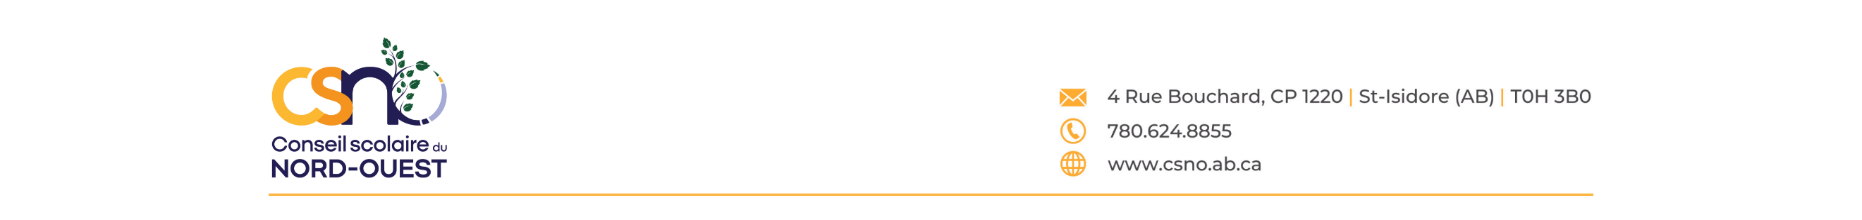 csno
Conseil scolaire du
NORD-OUEST
4 Rue Bouchard, CP 1220 | St-Isidore (AB) | T0H 3B0
780.624.8855
www.csno.ab.ca